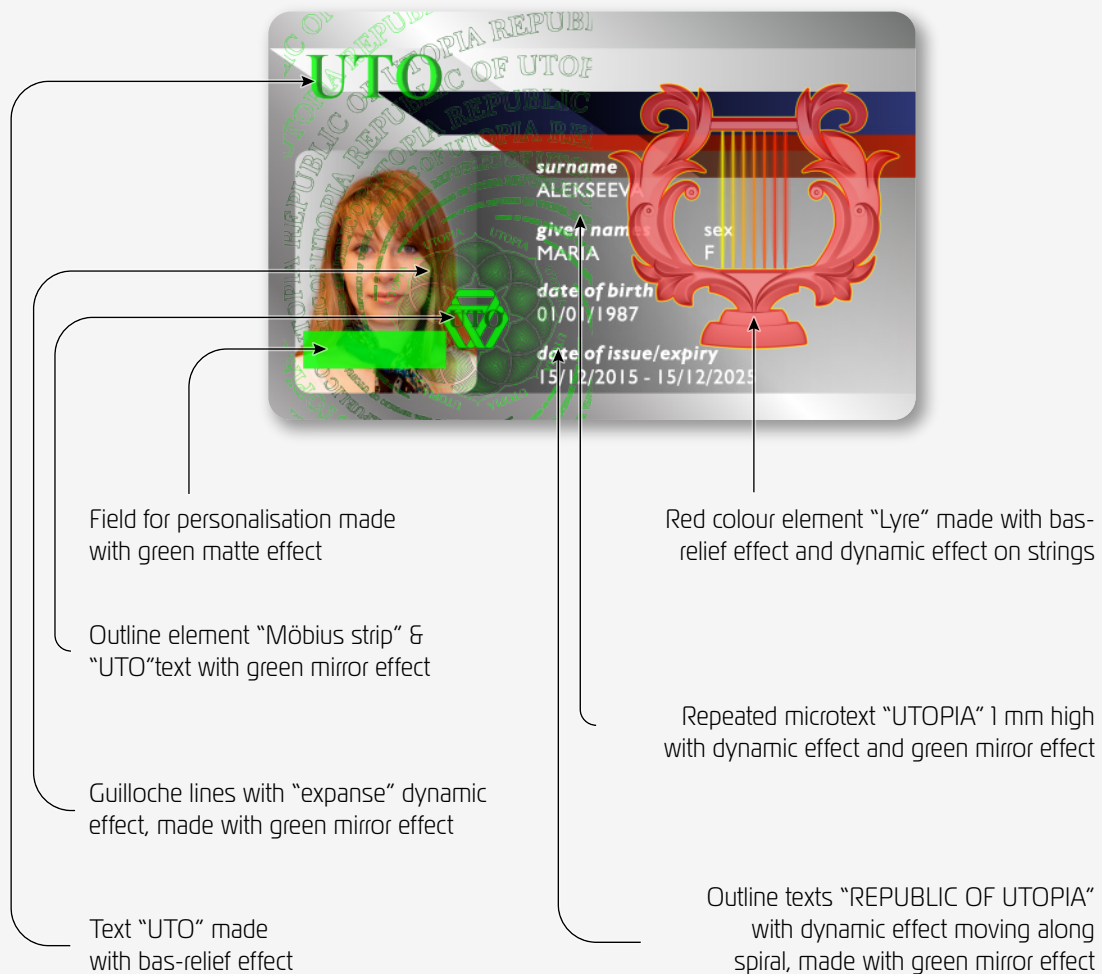 UTO
REPUBLIC OF UTOPIA
surname
ALEKSEEVA
given names sex
MARIA F
date of birth
01/01/1987
date of issue/expiry
15/12/2015 - 15/12/2025
UTOPIA
UTO
Field for personalisation made
with green matte effect
Outline element “Möbius strip” &
“UTO”text with green mirror effect
Guilloche lines with “expanse” dynamic
effect, made with green mirror effect
Text “UTO” made
with bas-relief effect
Red colour element “Lyre” made with bas-
relief effect and dynamic effect on strings
Repeated microtext “UTOPIA” 1 mm high
with dynamic effect and green mirror effect
Outline texts “REPUBLIC OF UTOPIA”
with dynamic effect moving along
spiral, made with green mirror effect